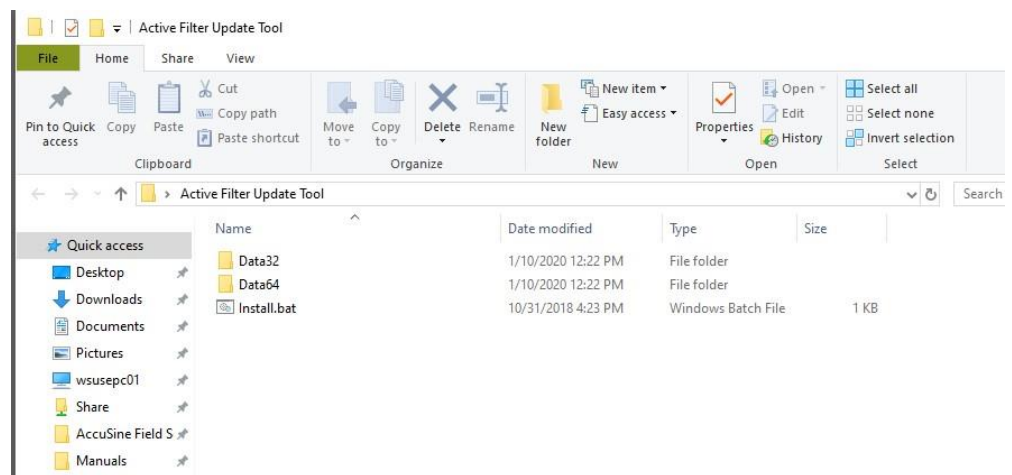 Active Filter Update Tool
File Home Share View
Pin to Quick access Copy Paste Cut Copy path Paste shortcut Move to Copy to Delete Rename New folder New item Easy access Properties Open Edit History Select all Select none Invert selection
Clipboard Organize New Open Select
Active Filter Update Tool Search
Name Date modified Type Size
Quick access
Desktop
Downloads
Documents
Pictures
wsusepc01
Share
AccuSine Field S
Manuals
Data32 1/10/2020 12:22 PM File folder
Data64 1/10/2020 12:22 PM File folder
Install.bat 10/31/2018 4:23 PM Windows Batch File 1 KB